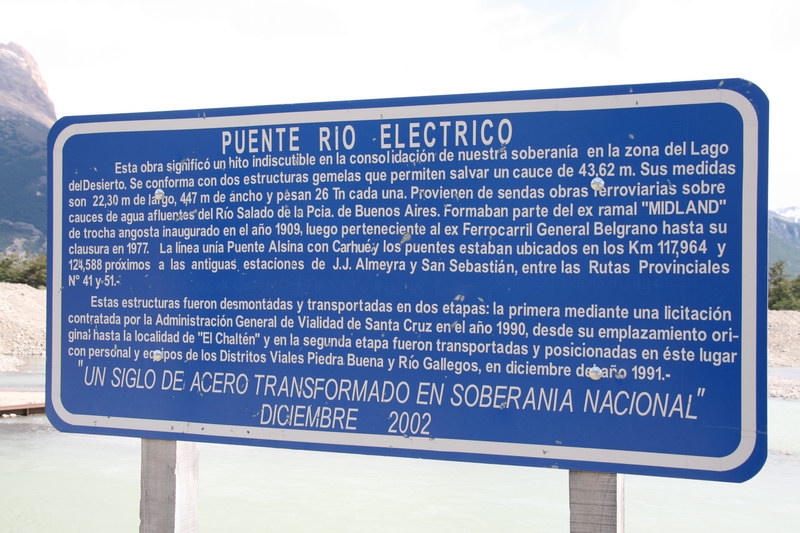 PUENTE RIO ELECTRICO
Esta obra significó un hito indiscutible en la consolidación de nuestra soberanía en la zona del Lago
del Desierto. Se conforma con dos estructuras gemelas que permiten salvar un cauce de 43,62 m. Sus medidas
son 22,30 m de largo, 4,47 m de ancho y pesan 26 Tn cada una. Provienen de sendas obras ferroviarias sobre
cauces de agua afluentes del Río Salado de la Pcia. de Buenos Aires. Formaban parte del ex ramal "MIDLAND"
de trocha angosta inaugurado en el año 1909, luego perteneciente al ex Ferrocarril General Belgrano hasta su
clausura en 1977. La línea unía Puente Alsina con Carhué y los puentes estaban ubicados en los Km 117,964 y
124,588 próximos a las antiguas estaciones de J.J. Almeyra y San Sebastián, entre las Rutas Provinciales
N° 41 y 51.-
Estas estructuras fueron desmontadas y transportadas en dos etapas: la primera mediante una licitación
contratada por la Administración General de Vialidad de Santa Cruz en el año 1990, desde su emplazamiento ori-
ginal hasta la localidad de "El Chaltén" y en la segunda etapa fueron transportadas y posicionadas en éste lugar
con personal y equipos de los Distritos Viales Piedra Buena y Río Gallegos, en diciembre de año 1991.-
"UN SIGLO DE ACERO TRANSFORMADO EN SOBERANIA NACIONAL"
DICIEMBRE 2002